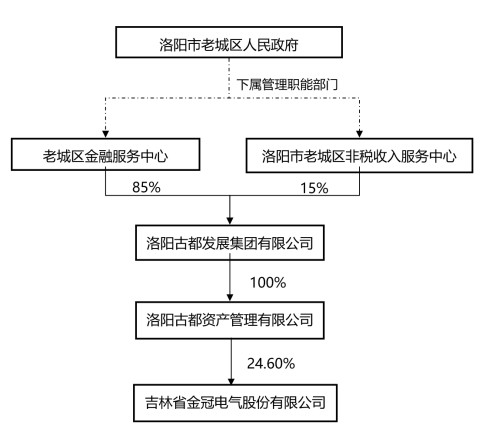 洛阳市老城区人民政府
下属管理职能部门
老城区金融服务中心
洛阳市老城区非税收入服务中心
85%
15%
洛阳古都发展集团有限公司
100%
洛阳古都资产管理有限公司
24.60%
吉林省金冠电气股份有限公司